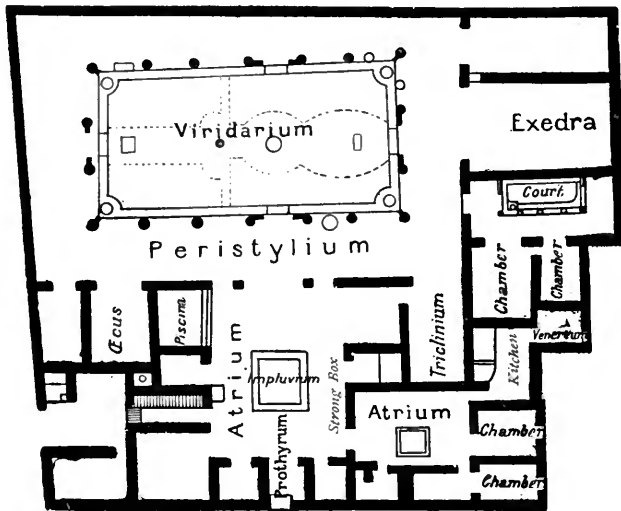 Viridarium
Exedra
Court.
Peristylium
Chamber
Chamber
Œcus
Piscina
Triclinium
Venereum
Kitchen
Atrium
Impluvium
Strong Box
Atrium
Prothyrum
Chamber
Chamber